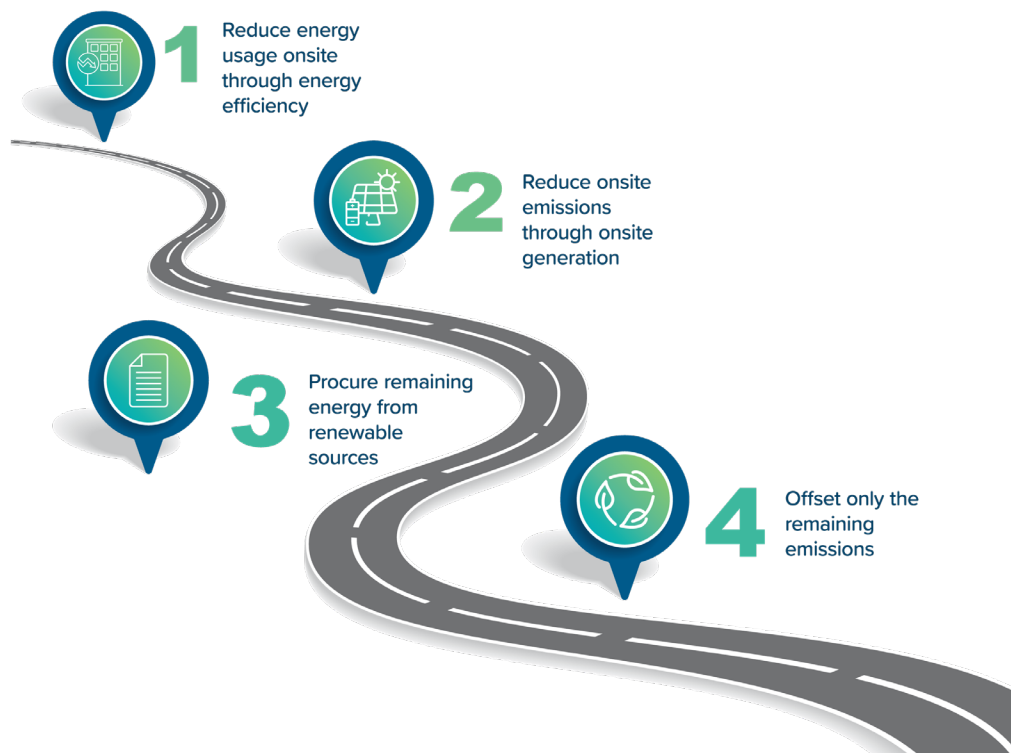 1
Reduce energy
usage onsite
through energy
efficiency
2
Reduce onsite
emissions
through onsite
generation
3
Procure remaining
energy from
renewable
sources
4
Offset only the
remaining
emissions